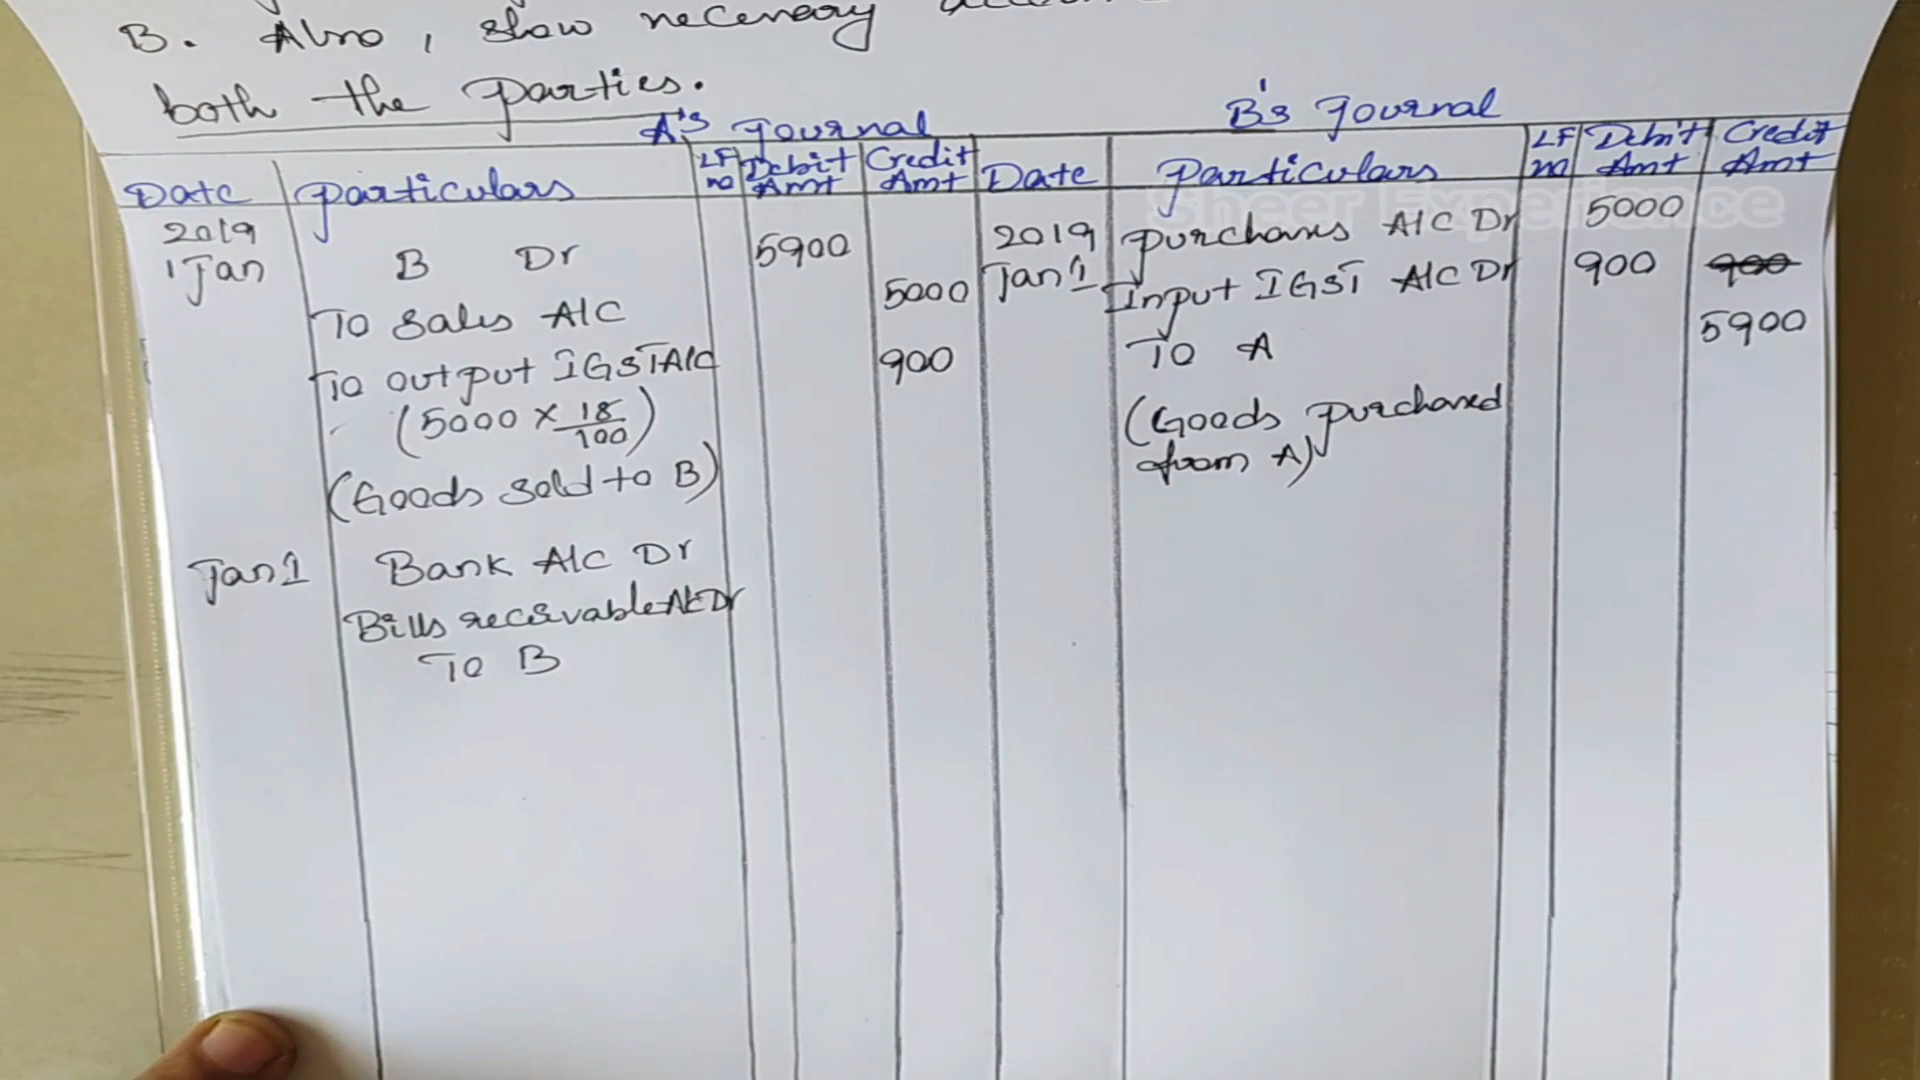 B. Also, show necessary
both the parties.
A's Journal
Date Particulars LF no Debit Amt Credit Amt
2019
1 Jan B Dr 5900
To Sales A/C 5000
To output IGST A/C 900
(5000 × 18/100)
(Goods sold to B)
Jan 1 Bank A/C Dr
Bills receivable A/c Dr
To B
B's Journal
Date Particulars LF no Debit Amt Credit Amt
2019 Purchases A/C Dr 5000
Jan 1 Input IGST A/C Dr 900 900
To A 5900
(Goods purchased
from A)
Sheer Experience